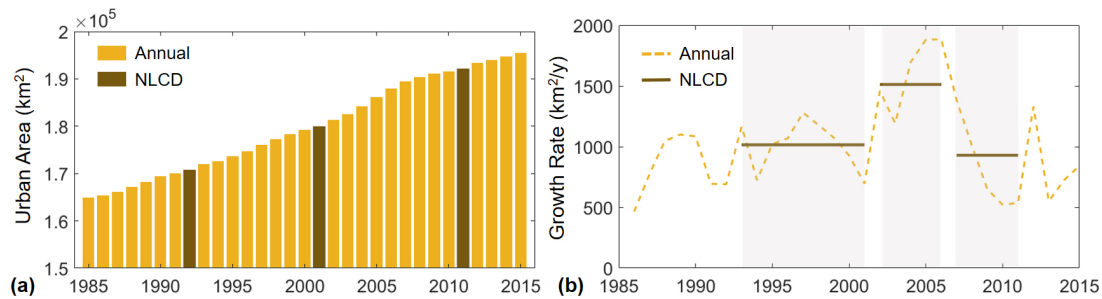 × 10⁵
2
1.9
1.8
1.7
1.6
1.5
Urban Area (km²)
Annual
NLCD
1985 1990 1995 2000 2005 2010 2015
(a)
2000
1500
1000
500
0
Growth Rate (km²/y)
Annual
NLCD
1985 1990 1995 2000 2005 2010 2015
(b)